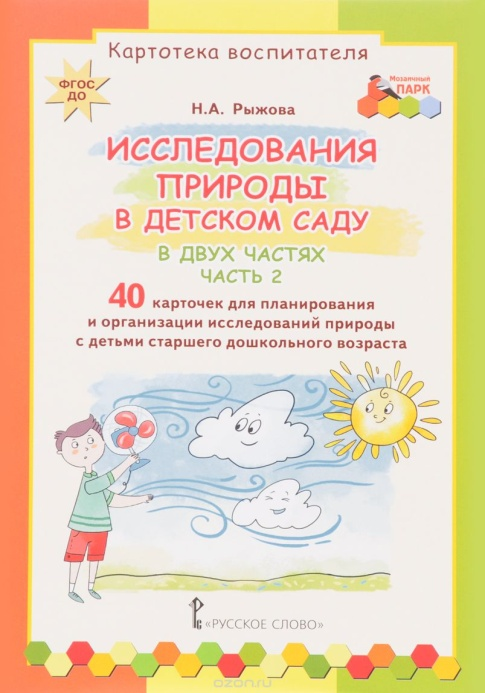 Картотека воспитателя
ФГОС
ДО
Мозаичный
ПАРК
Н.А. Рыжова
ИССЛЕДОВАНИЯ
ПРИРОДЫ
В ДЕТСКОМ САДУ
В ДВУХ ЧАСТЯХ
ЧАСТЬ 2
40 карточек для планирования
и организации исследований природы
с детьми старшего дошкольного возраста
РС «РУССКОЕ СЛОВО»
ozon.ru